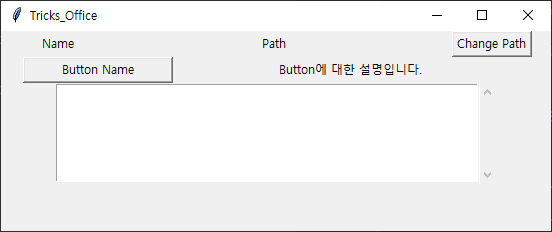 Tricks_Office
Name Path Change Path
Button Name Button에 대한 설명입니다.